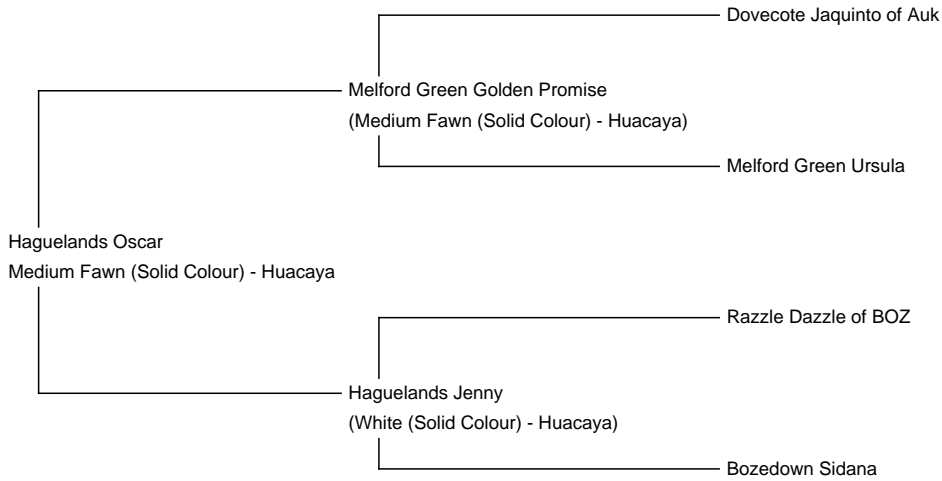 Dovecote Jaquinto of Auk
Melford Green Golden Promise
(Medium Fawn (Solid Colour) - Huacaya)
Melford Green Ursula
Haguelands Oscar
Medium Fawn (Solid Colour) - Huacaya
Razzle Dazzle of BOZ
Haguelands Jenny
(White (Solid Colour) - Huacaya)
Bozedown Sidana